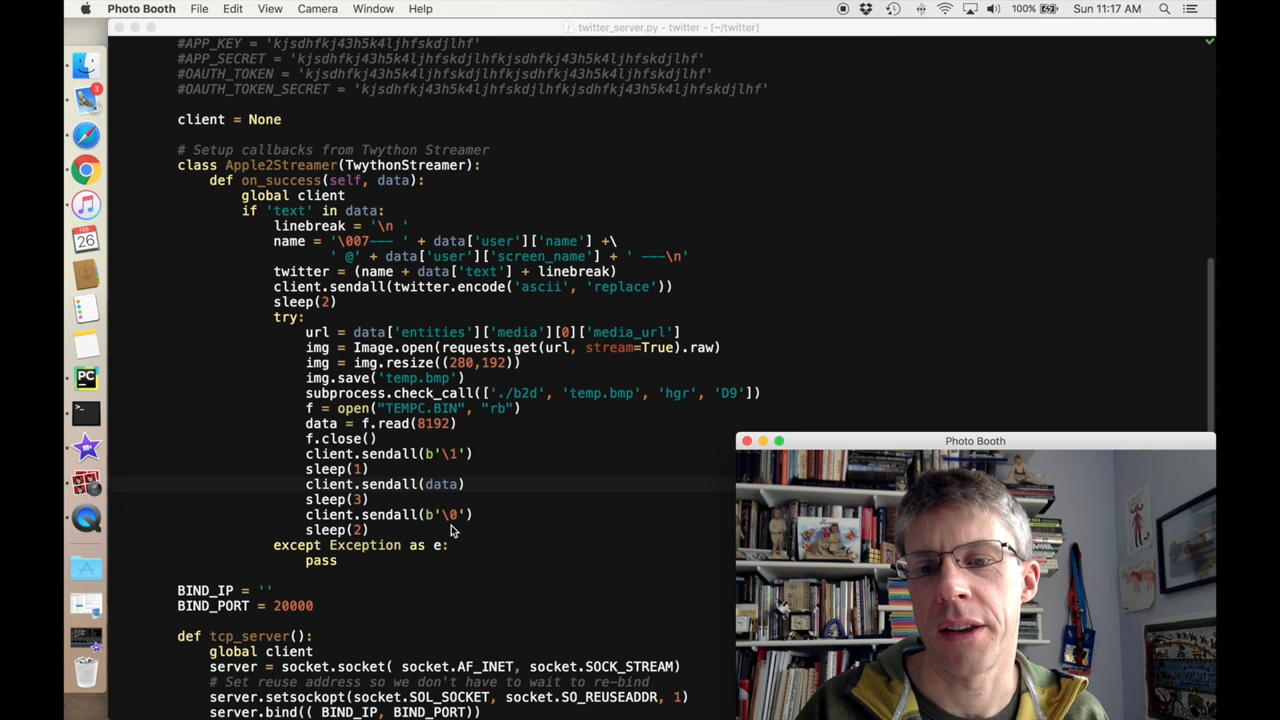 Photo Booth File Edit View Camera Window Help 100% Sun 11:17 AM
twitter_server.py - twitter - [~/twitter]
#APP_KEY = 'kjsdhfkj43h5k4ljhfskdjlhf'
#APP_SECRET = 'kjsdhfkj43h5k4ljhfskdjlhfkjsdhfkj43h5k4ljhfskdjlhf'
#OAUTH_TOKEN = 'kjsdhfkj43h5k4ljhfskdjlhfkjsdhfkj43h5k4ljhfskdjlhf'
#OAUTH_TOKEN_SECRET = 'kjsdhfkj43h5k4ljhfskdjlhfkjsdhfkj43h5k4ljhfskdjlhf'
client = None
# Setup callbacks from Twython Streamer
class Apple2Streamer(TwythonStreamer):
def on_success(self, data):
global client
if 'text' in data:
linebreak = '\n '
name = '\007--- ' + data['user']['name'] +\
' @' + data['user']['screen_name'] + ' ---\n'
twitter = (name + data['text'] + linebreak)
client.sendall(twitter.encode('ascii', 'replace'))
sleep(2)
try:
url = data['entities']['media'][0]['media_url']
img = Image.open(requests.get(url, stream=True).raw)
img = img.resize((280,192))
img.save('temp.bmp')
subprocess.check_call(['./b2d', 'temp.bmp', 'hgr', 'D9'])
f = open("TEMPC.BIN", "rb")
data = f.read(8192)
f.close()
client.sendall(b'\1')
sleep(1)
client.sendall(data)
sleep(3)
client.sendall(b'\0')
sleep(2)
except Exception as e:
pass
BIND_IP = ''
BIND_PORT = 20000
def tcp_server():
global client
server = socket.socket( socket.AF_INET, socket.SOCK_STREAM)
# Set reuse address so we don't have to wait to re-bind
server.setsockopt(socket.SOL_SOCKET, socket.SO_REUSEADDR, 1)
server.bind(( BIND_IP, BIND_PORT))
3
FEB
26
PC
Photo Booth